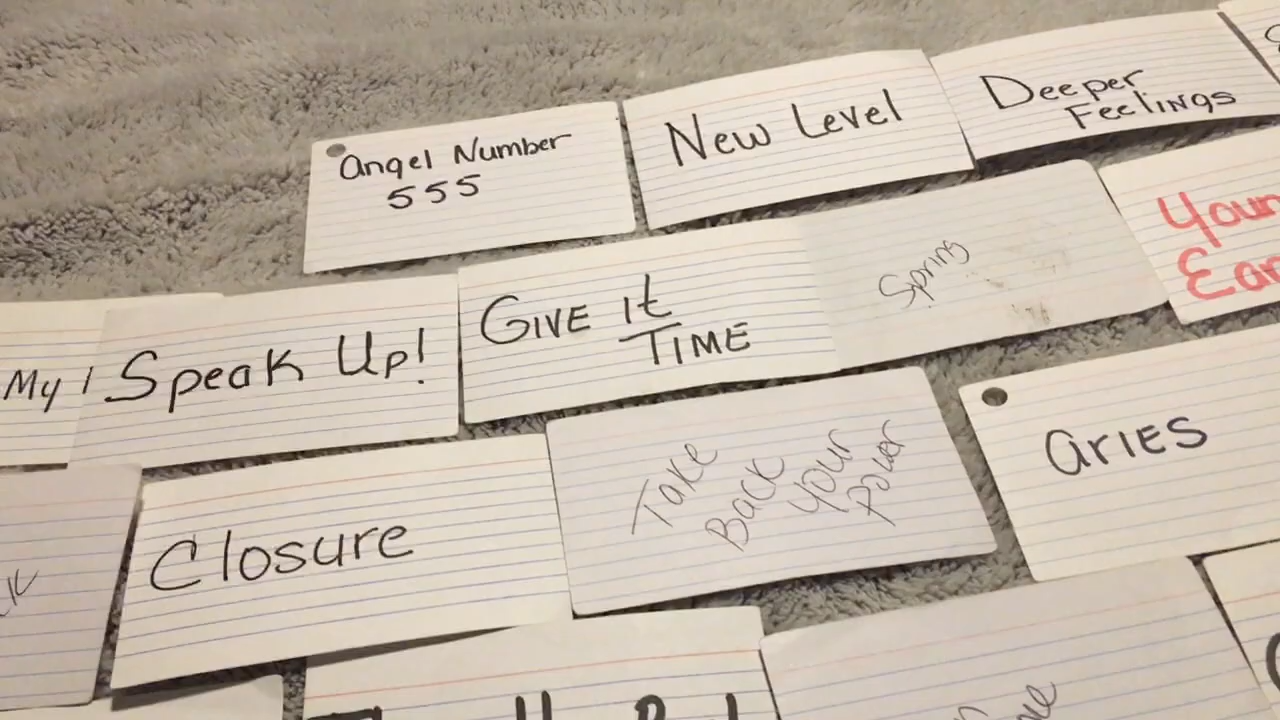 Angel Number
555
New Level
Deeper
Feelings
My
Speak Up!
GIVE it
TIME
Spring
Your
Closure
Take
Back
Your
Power
Aries